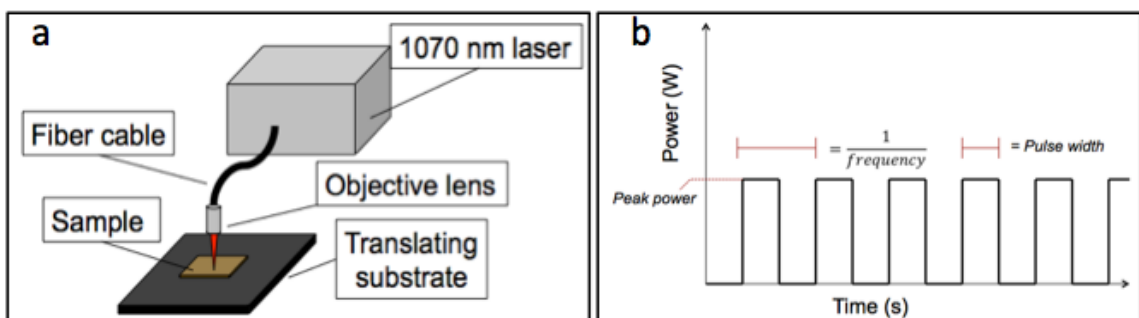 a
1070 nm laser
Fiber cable
Objective lens
Sample
Translating
substrate
b
Power (W)
= 1/frequency
= Pulse width
Peak power
Time (s)